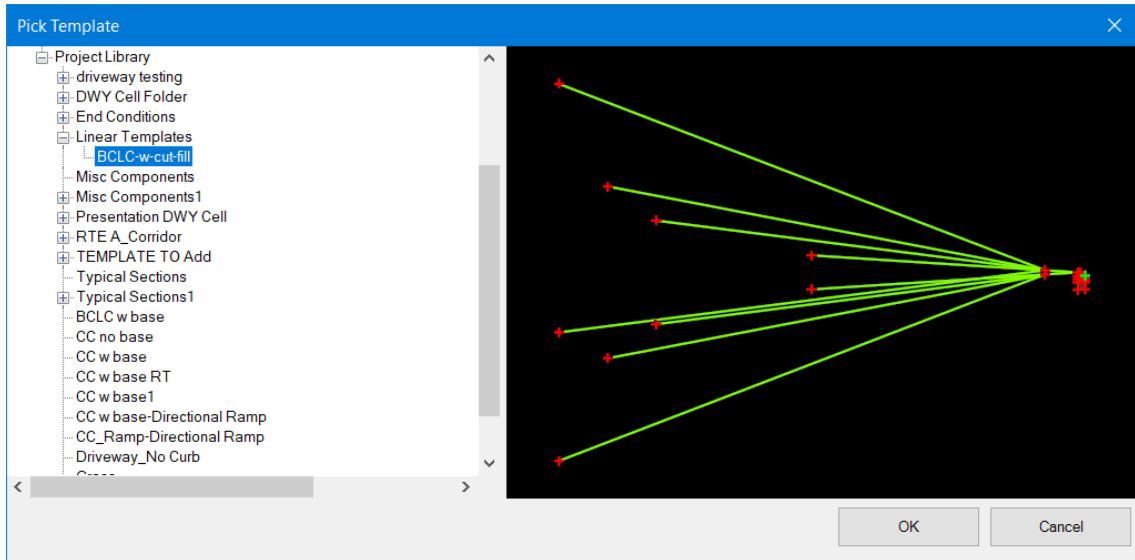 Pick Template
Project Library
driveway testing
DWY Cell Folder
End Conditions
Linear Templates
BCLC-w-cut-fill
Misc Components
Misc Components1
Presentation DWY Cell
RTE A_Corridor
TEMPLATE TO Add
Typical Sections
Typical Sections1
BCLC w base
CC no base
CC w base
CC w base RT
CC w base1
CC w base-Directional Ramp
CC_Ramp-Directional Ramp
Driveway_No Curb
OK
Cancel